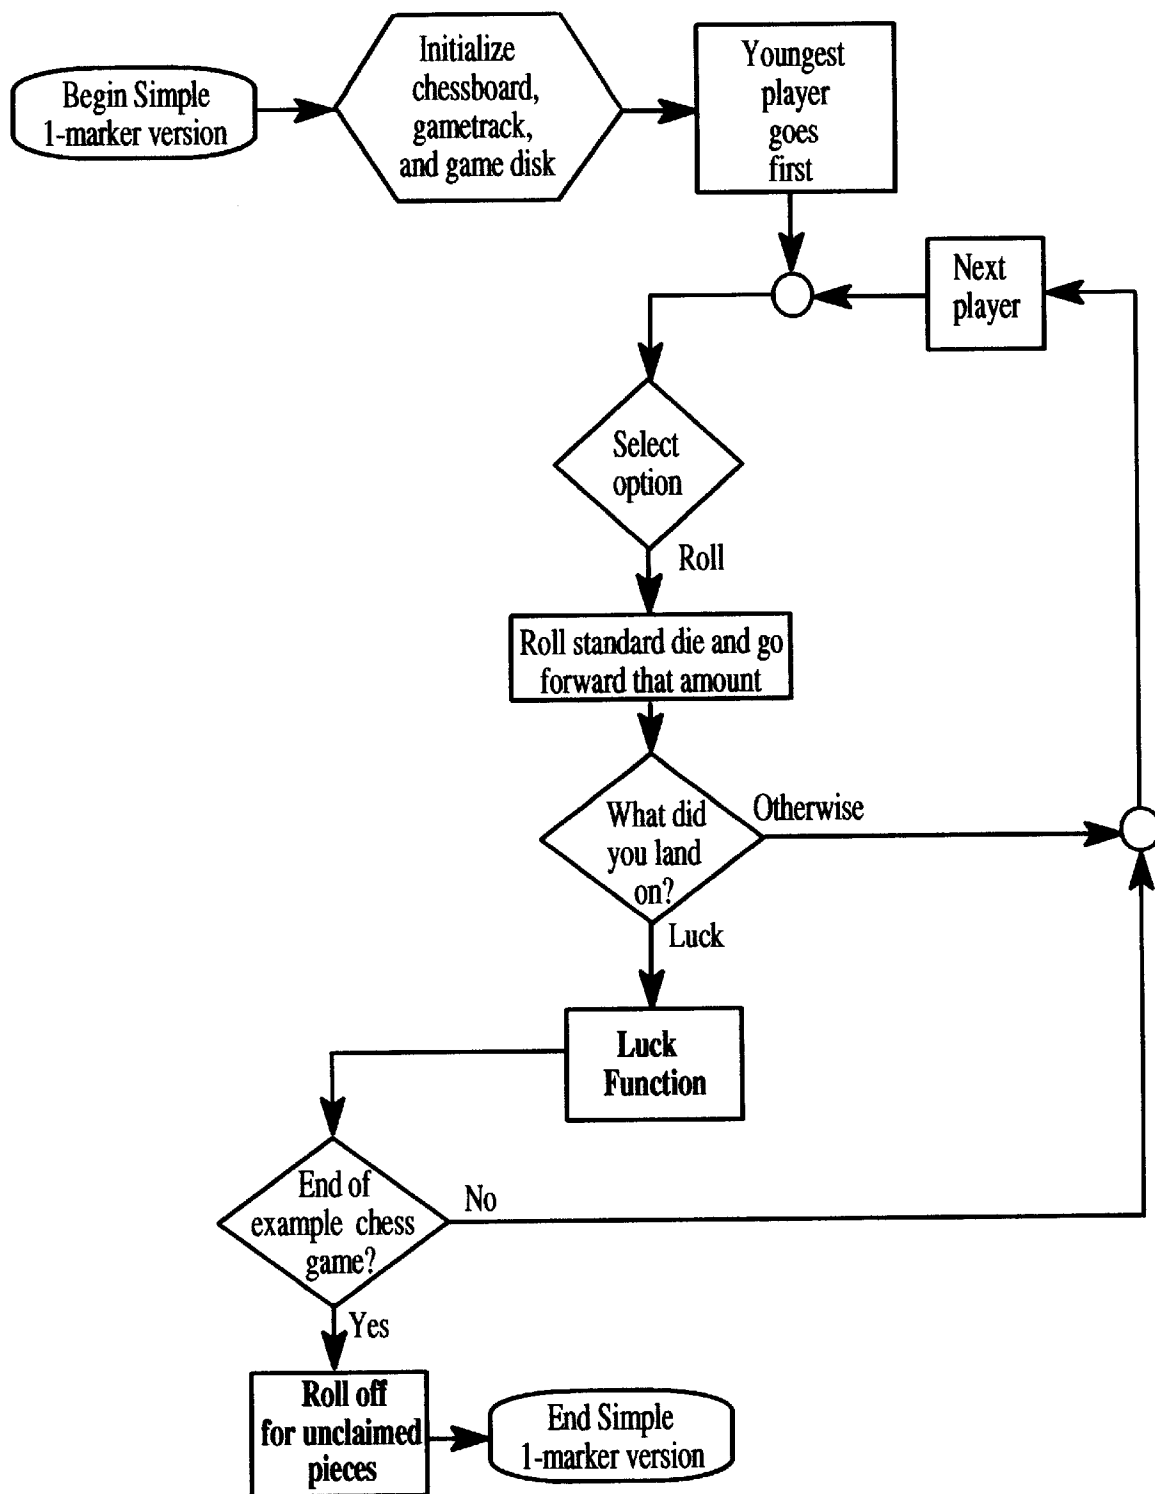 Begin Simple
1-marker version
Initialize
chessboard,
gametrack,
and game disk
Youngest
player
goes
first
Next
player
Select
option
Roll
Roll standard die and go
forward that amount
What did
you land
on?
Otherwise
Luck
Luck
Function
End of
example chess
game?
No
Yes
Roll off
for unclaimed
pieces
End Simple
1-marker version